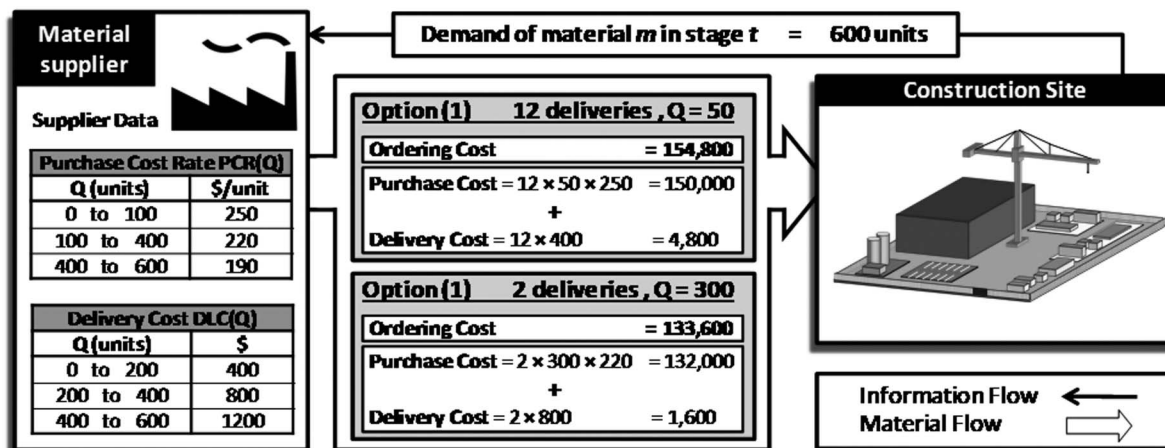 Material
supplier
Supplier Data
Purchase Cost Rate PCR(Q)
Q (units) $/unit
0 to 100 250
100 to 400 220
400 to 600 190
Delivery Cost DLC(Q)
Q (units) $
0 to 200 400
200 to 400 800
400 to 600 1200
Demand of material m in stage t = 600 units
Option (1) 12 deliveries , Q = 50
Ordering Cost = 154,800
Purchase Cost = 12 × 50 × 250 = 150,000
+
Delivery Cost = 12 × 400 = 4,800
Option (1) 2 deliveries , Q = 300
Ordering Cost = 133,600
Purchase Cost = 2 × 300 × 220 = 132,000
+
Delivery Cost = 2 × 800 = 1,600
Construction Site
Information Flow
Material Flow